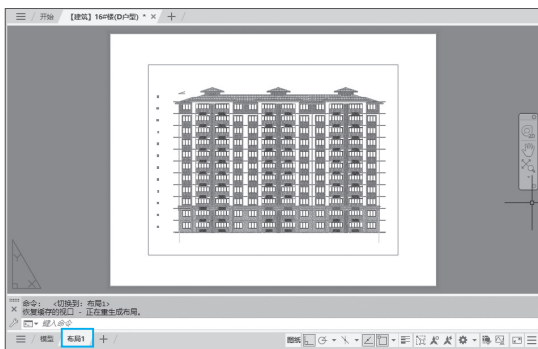 开始 【建筑】16#楼(D户型) *
命令: <切换到: 布局1>
恢复缓存的视口 - 正在重生成布局。
键入命令
模型 布局1
图纸